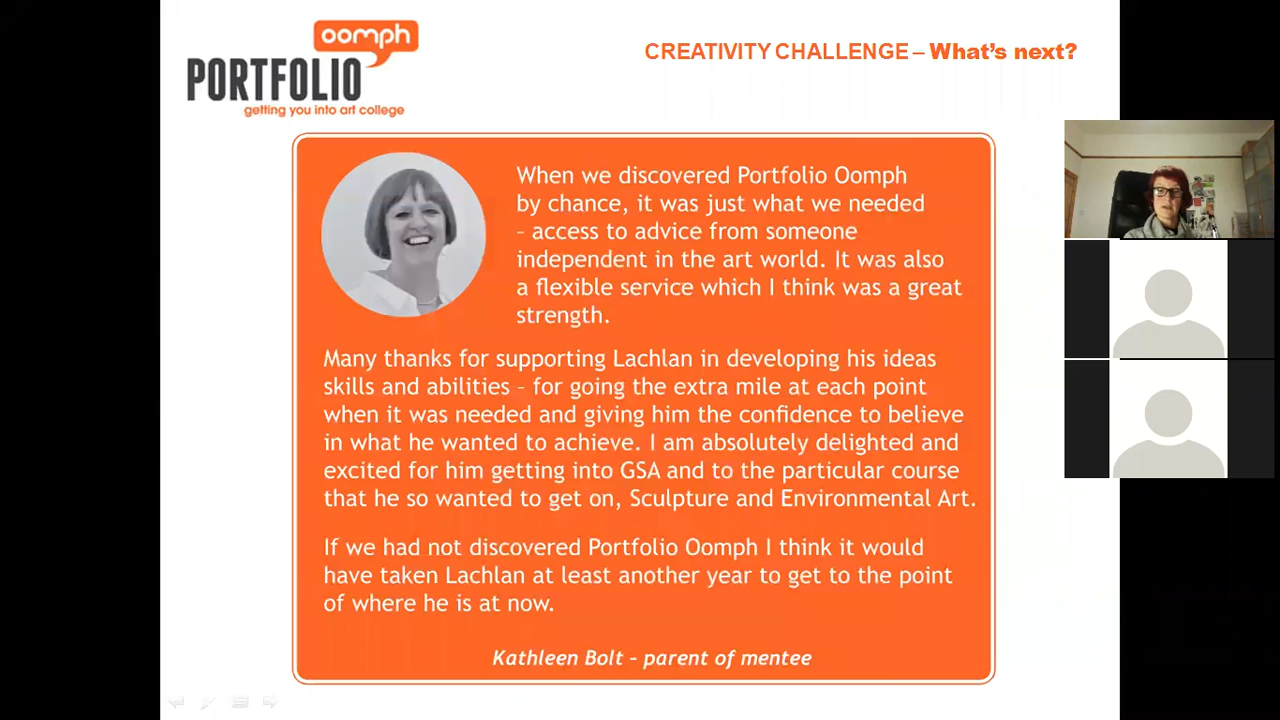 oomph
PORTFOLIO
getting you into art college
CREATIVITY CHALLENGE – What's next?
When we discovered Portfolio Oomph
by chance, it was just what we needed
– access to advice from someone
independent in the art world. It was also
a flexible service which I think was a great
strength.
Many thanks for supporting Lachlan in developing his ideas
skills and abilities – for going the extra mile at each point
when it was needed and giving him the confidence to believe
in what he wanted to achieve. I am absolutely delighted and
excited for him getting into GSA and to the particular course
that he so wanted to get on, Sculpture and Environmental Art.
If we had not discovered Portfolio Oomph I think it would
have taken Lachlan at least another year to get to the point
of where he is at now.
Kathleen Bolt – parent of mentee